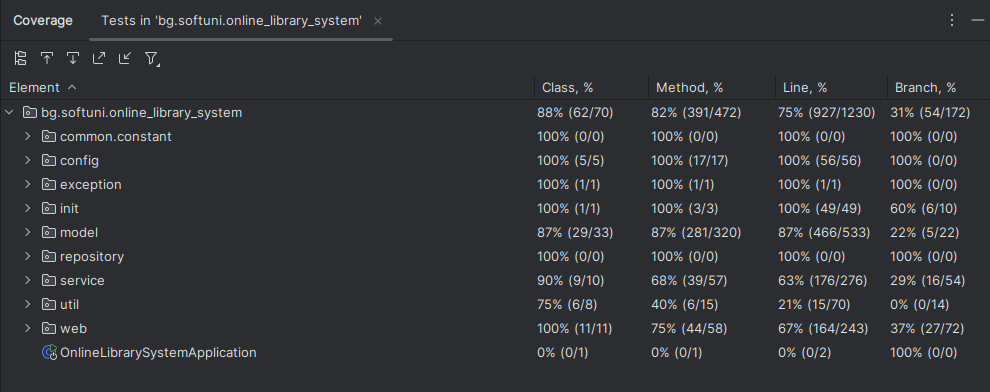 Coverage Tests in 'bg.softuni.online_library_system'
Element Class, % Method, % Line, % Branch, %
bg.softuni.online_library_system 88% (62/70) 82% (391/472) 75% (927/1230) 31% (54/172)
common.constant 100% (0/0) 100% (0/0) 100% (0/0) 100% (0/0)
config 100% (5/5) 100% (17/17) 100% (56/56) 100% (0/0)
exception 100% (1/1) 100% (1/1) 100% (1/1) 100% (0/0)
init 100% (1/1) 100% (3/3) 100% (49/49) 60% (6/10)
model 87% (29/33) 87% (281/320) 87% (466/533) 22% (5/22)
repository 100% (0/0) 100% (0/0) 100% (0/0) 100% (0/0)
service 90% (9/10) 68% (39/57) 63% (176/276) 29% (16/54)
util 75% (6/8) 40% (6/15) 21% (15/70) 0% (0/14)
web 100% (11/11) 75% (44/58) 67% (164/243) 37% (27/72)
OnlineLibrarySystemApplication 0% (0/1) 0% (0/1) 0% (0/2) 100% (0/0)